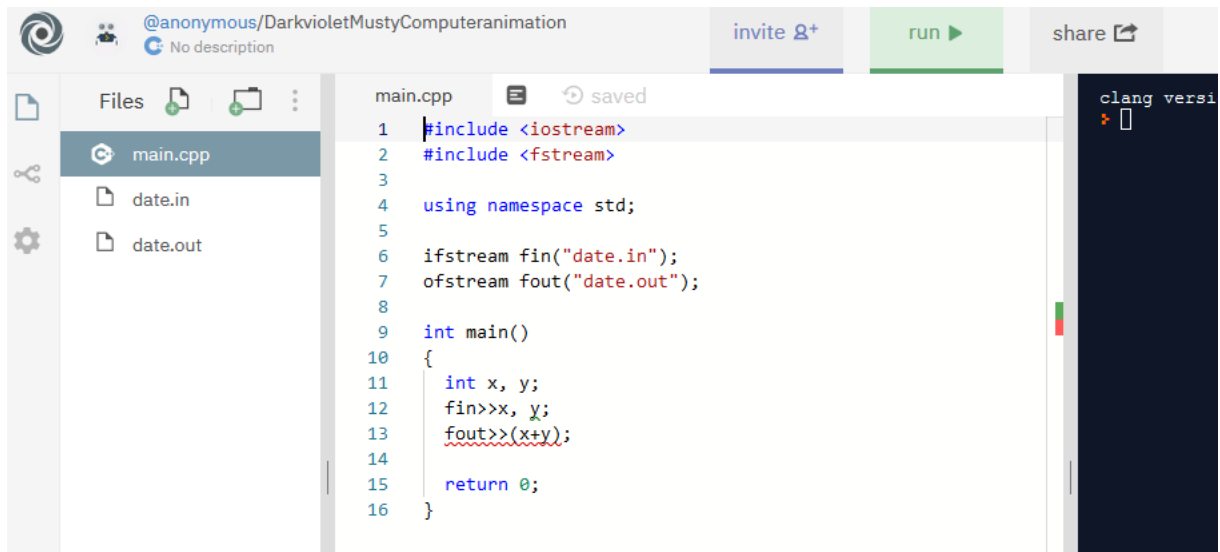 @anonymous/DarkvioletMustyComputeranimation
No description
invite
run
share
Files
main.cpp
date.in
date.out
main.cpp
saved
1 #include <iostream>
2 #include <fstream>
3
4 using namespace std;
5
6 ifstream fin("date.in");
7 ofstream fout("date.out");
8
9 int main()
10 {
11 int x, y;
12 fin>>x, y;
13 fout>>(x+y);
14
15 return 0;
16 }
clang versi